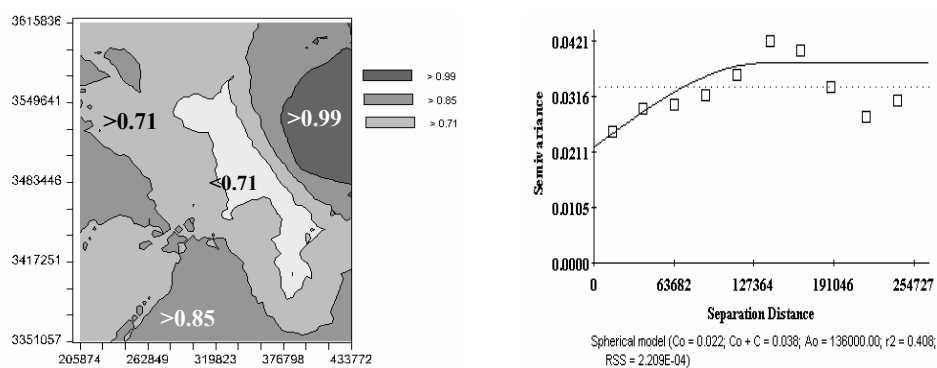 3615836
3549641
3483446
3417251
3351057
205874 262849 319823 376798 433772
>0.71
>0.99
<0.71
>0.85
> 0.99
> 0.85
> 0.71
Semivariance
0.0421
0.0316
0.0211
0.0105
0.0000
0 63682 127364 191046 254727
Separation Distance
Spherical model (Co = 0.022; Co + C = 0.038; Ao = 136000.00; r2 = 0.408;
RSS = 2.209E-04)